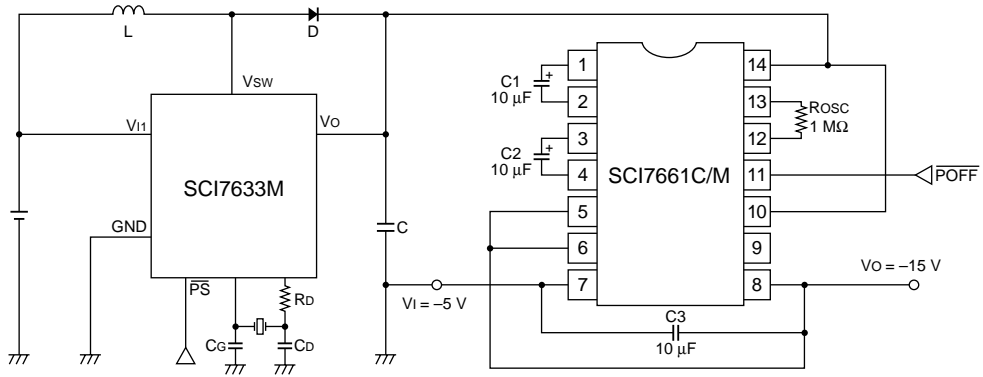 L
D
VSW
VI1
VO
SCI7633M
GND
PS
RD
CG
CD
C
VI = –5 V
C1
10 µF
+
C2
10 µF
+
1
2
3
4
5
6
7
SCI7661C/M
14
13
12
11
10
9
8
ROSC
1 MΩ
POFF
VO = –15 V
C3
10 µF